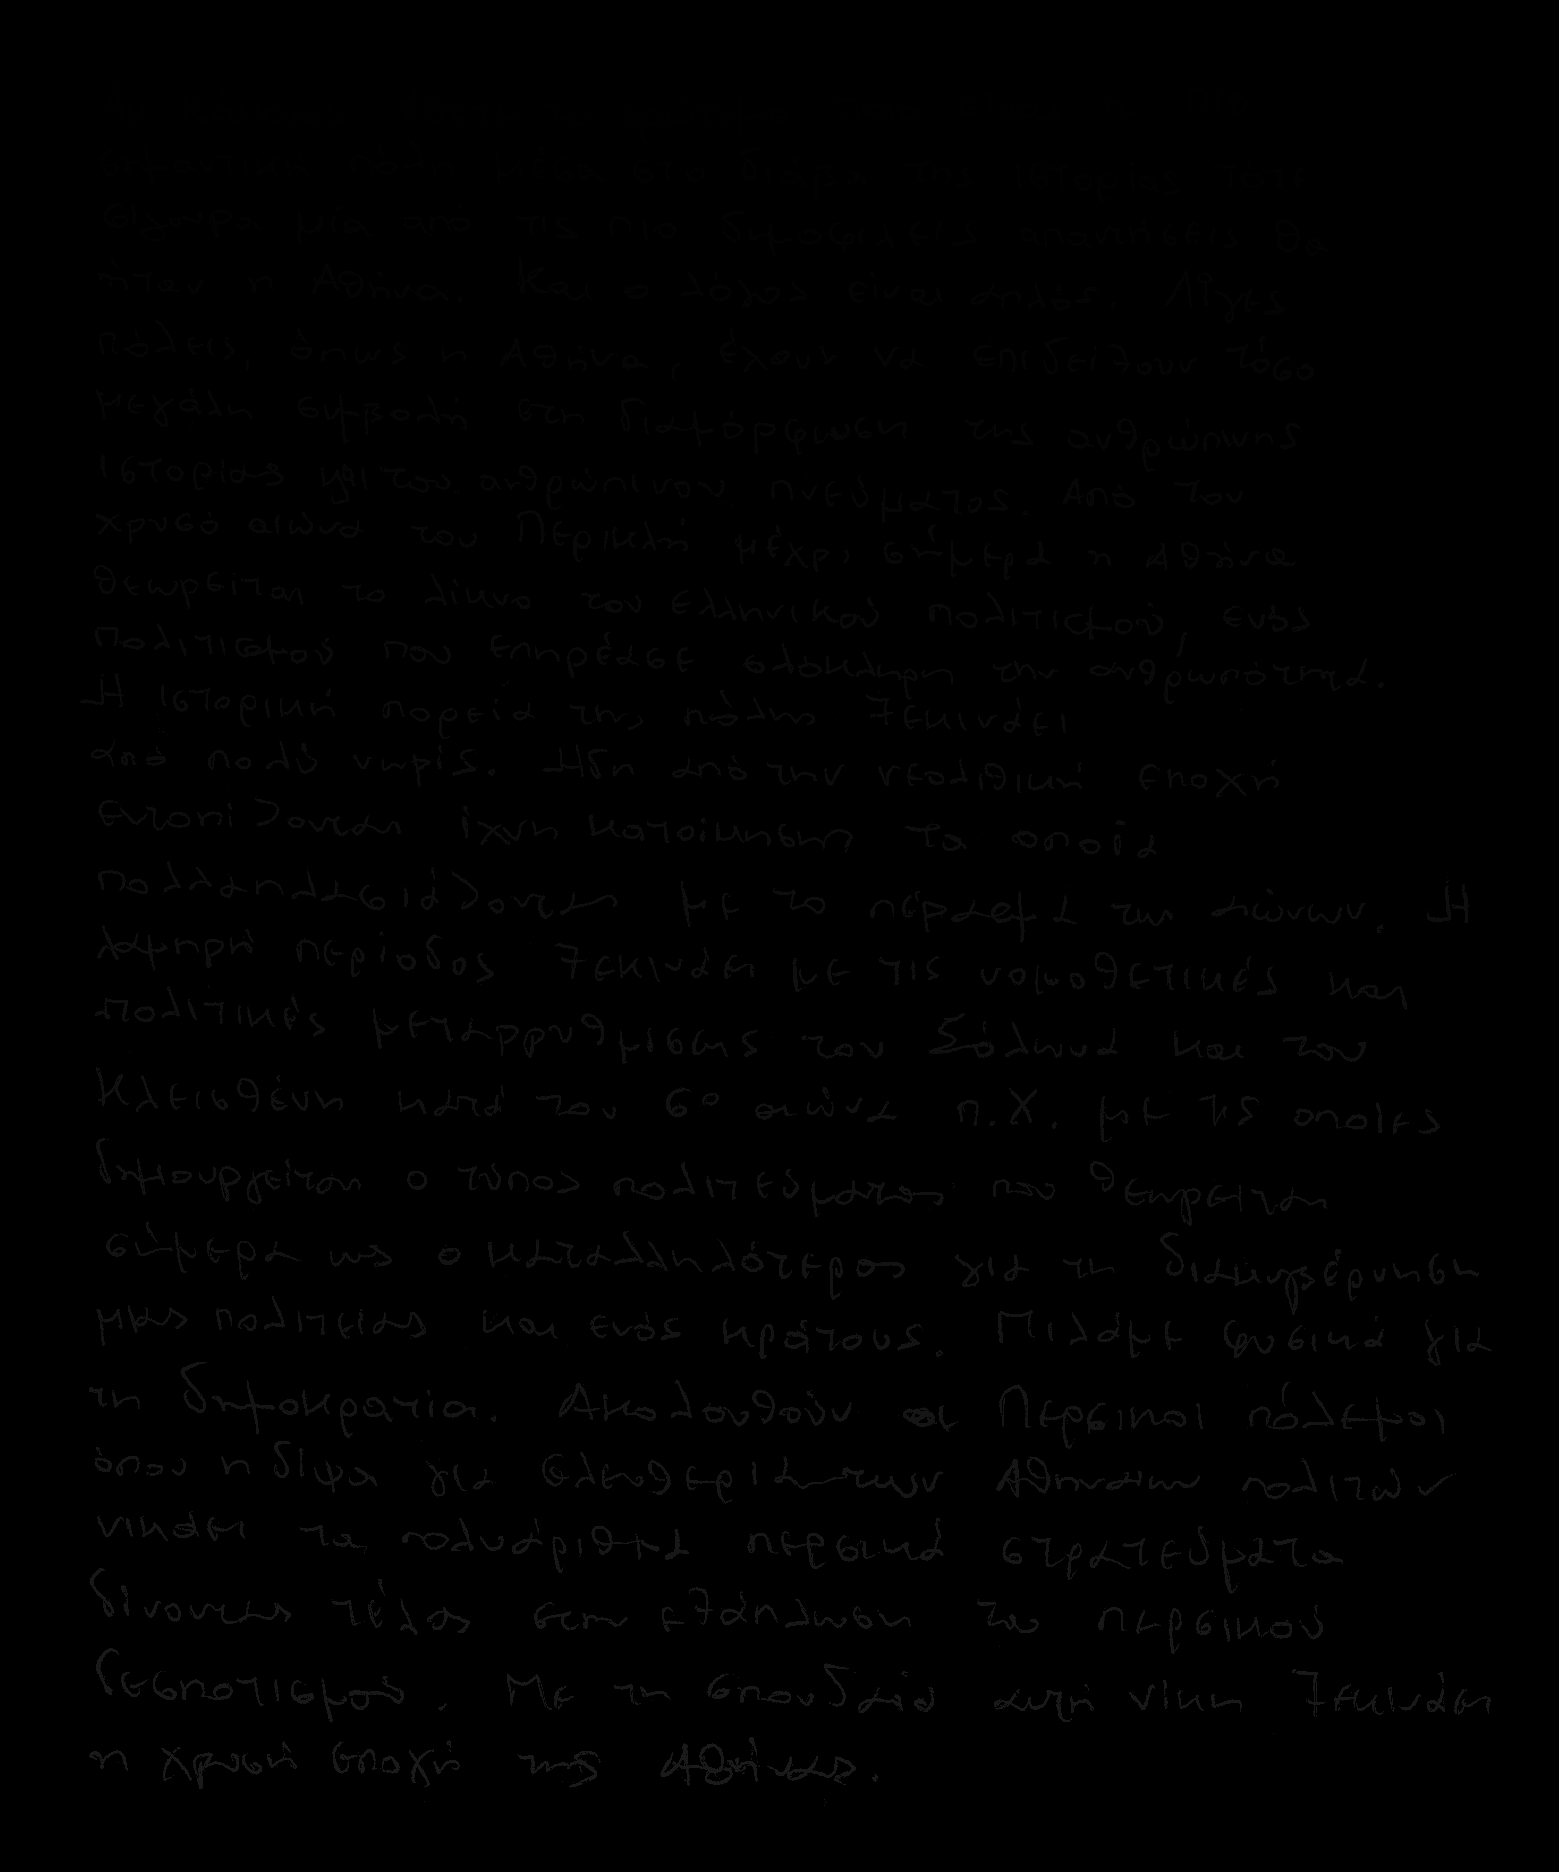 σημαντική πόλη μέσα στο διάβα της ιστορίας τότε
σίγουρα μία από τις πιο δημοφιλείς απαντήσεις θα
ήταν η Αθήνα. Και ο λόγος είναι απλός. Λίγες
πόλεις, όπως η Αθήνα, έχουν να επιδείξουν τόσο
μεγάλη συμβολή στη διαμόρφωση της ανθρώπινης
ιστορίας και του ανθρώπινου πνεύματος. Από τον
χρυσό αιώνα του Περικλή μέχρι σήμερα η Αθήνα
θεωρείται το λίκνο του ελληνικού πολιτισμού, ενός
πολιτισμού που επηρέασε ολόκληρη την ανθρωπότητα.
Η ιστορική πορεία της πόλης ξεκινάει
από πολύ νωρίς. Ήδη από την νεολιθική εποχή
εντοπίζονται ίχνη κατοίκησης τα οποία
πολλαπλασιάζονται με το πέρασμα των αιώνων. Η
λαμπρή περίοδος ξεκινάει με τις νομοθετικές και
πολιτικές μεταρρυθμίσεις του Σόλωνα και του
Κλεισθένη κατά τον 6ο αιώνα π.Χ. με τις οποίες
δημιουργείται ο τύπος πολιτεύματος που θεωρείται
σήμερα ως ο καταλληλότερος για τη διακυβέρνηση
μιας πολιτείας και ενός κράτους. Μιλάμε φυσικά για
τη δημοκρατία. Ακολουθούν οι Περσικοί πόλεμοι
όπου η δίψα για ελευθερία των Αθηναίων πολιτών
νικάει τα πολυάριθμα περσικά στρατεύματα
δίνοντας τέλος στην εξάπλωση του περσικού
δεσποτισμού. Με τη σπουδαία αυτή νίκη ξεκινάει
η χρυσή εποχή της Αθήνας.